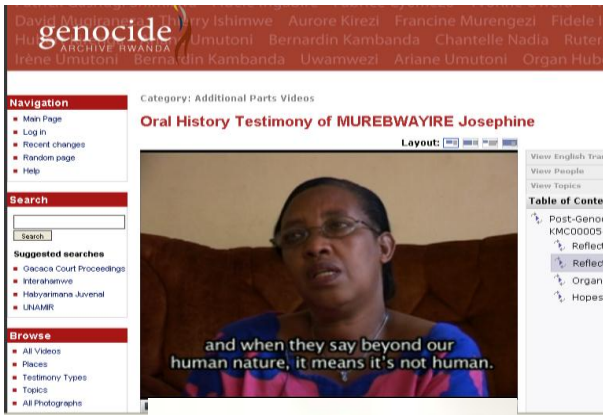 David Mugiraneza Thierry Ishimwe Aurore Kirezi Francine Murengezi Fidele I
genocide
Umutoni Bernardin Kambanda Chantelle Nadia Ruter
ARCHIVE RWANDA
Irène Umutoni Bernardin Kambanda Uwamwezi Ariane Umutoni Organ Hub
Category: Additional Parts Videos
Oral History Testimony of MUREBWAYIRE Josephine
Layout:
Navigation
Main Page
Log in
Recent changes
Random page
Help
Search
Search
Suggested searches
Gacaca Court Proceedings
Interahamwe
Habyarimana Juvenal
UNAMIR
Browse
All Videos
Places
Testimony Types
Topics
All Photographs
and when they say beyond our
human nature, it means it's not human.
View English Tra
View People
View Topics
Table of Conte
Post-Genoc
KMC00005
Reflect
Reflect
Organ
Hopes